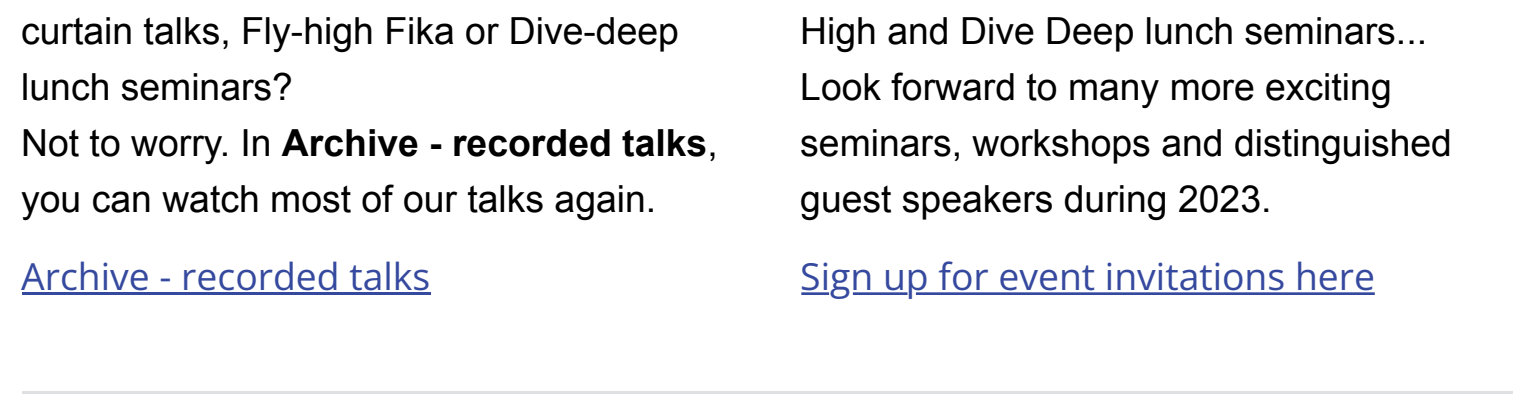 curtain talks, Fly-high Fika or Dive-deep
lunch seminars?
Not to worry. In Archive - recorded talks,
you can watch most of our talks again.
Archive - recorded talks
High and Dive Deep lunch seminars...
Look forward to many more exciting
seminars, workshops and distinguished
guest speakers during 2023.
Sign up for event invitations here